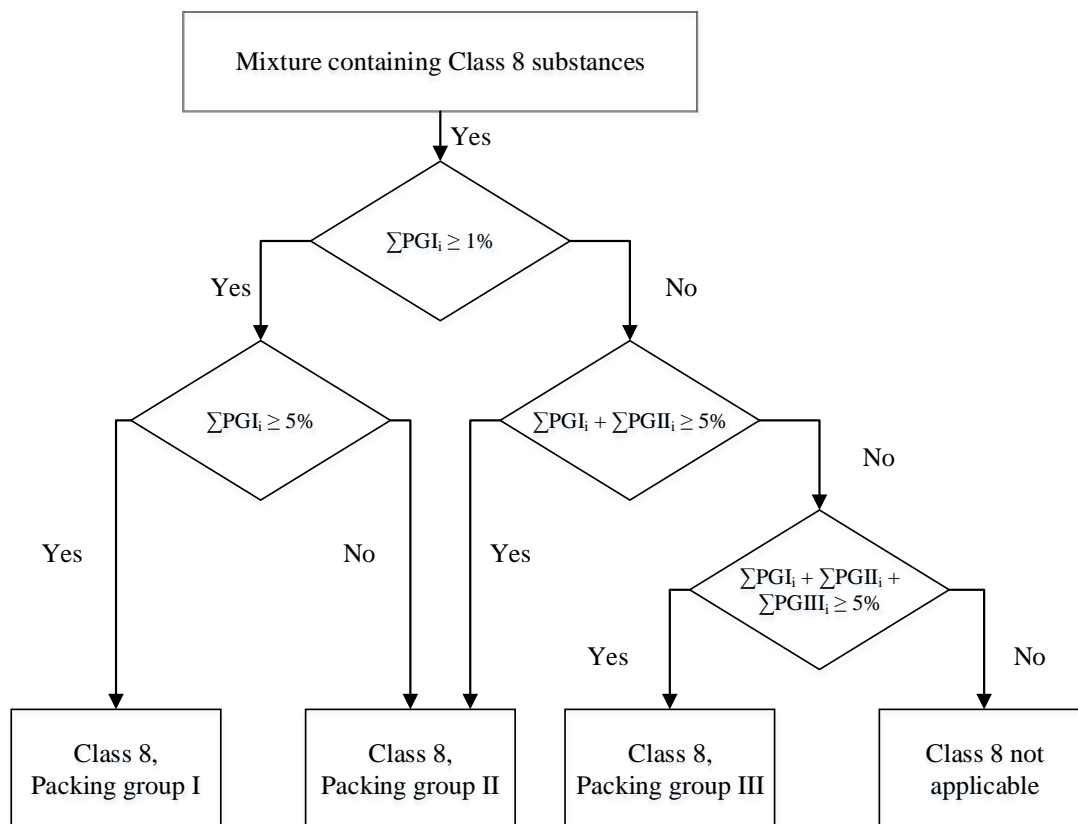 Mixture containing Class 8 substances
Yes
∑PGIᵢ ≥ 1%
Yes
No
∑PGIᵢ ≥ 5%
∑PGIᵢ + ∑PGIIᵢ ≥ 5%
No
Yes
No
Yes
∑PGIᵢ + ∑PGIIᵢ +
∑PGIIIᵢ ≥ 5%
Yes
No
Class 8,
Packing group I
Class 8,
Packing group II
Class 8,
Packing group III
Class 8 not
applicable